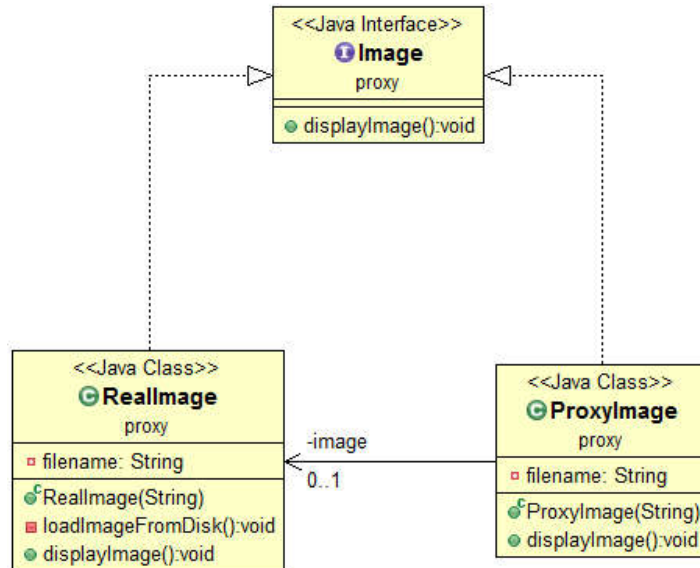 <<Java Interface>>
Image
proxy
displayImage():void
<<Java Class>>
RealImage
proxy
filename: String
RealImage(String)
loadImageFromDisk():void
displayImage():void
-image
0..1
<<Java Class>>
ProxyImage
proxy
filename: String
ProxyImage(String)
displayImage():void